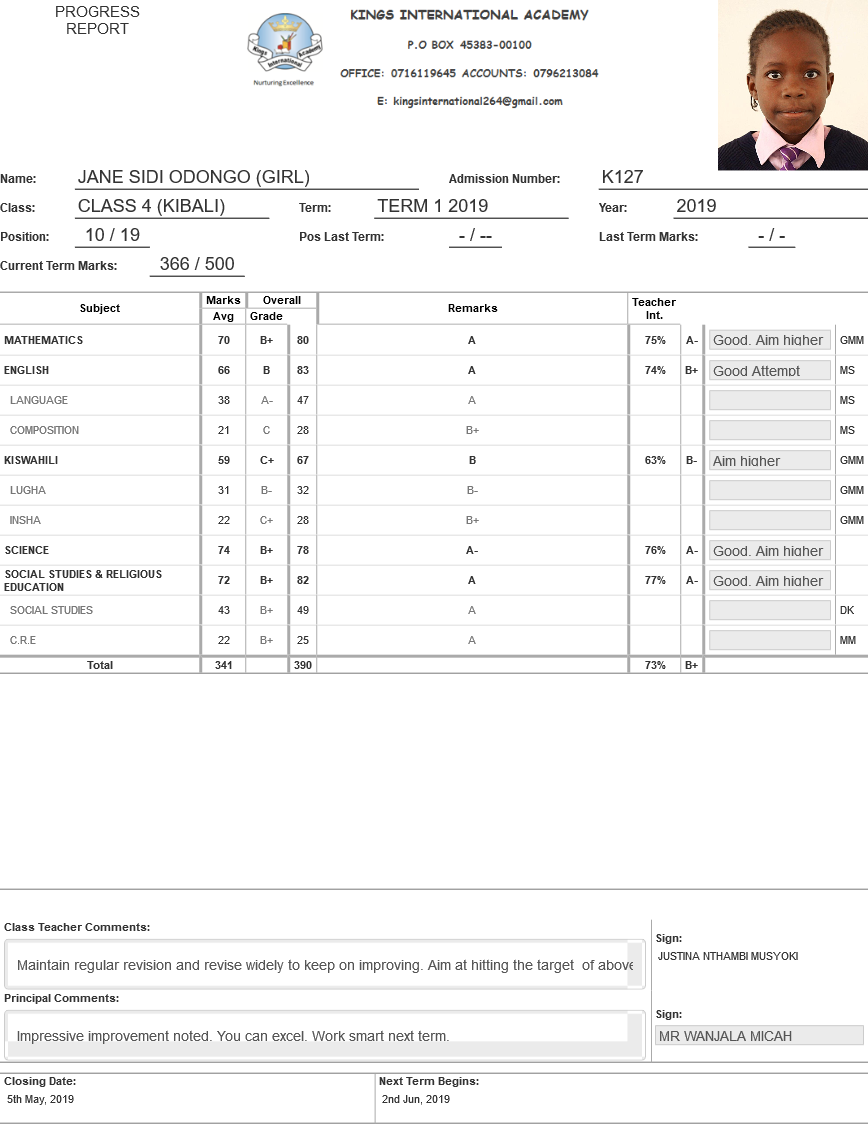 PROGRESS
REPORT
KINGS INTERNATIONAL ACADEMY
P.O BOX 45383-00100
OFFICE: 0716119645 ACCOUNTS: 0796213084
E: kingsinternational264@gmail.com
Kings Academy
International
Nurturing Excellence
Name: JANE SIDI ODONGO (GIRL) Admission Number: K127
Class: CLASS 4 (KIBALI) Term: TERM 1 2019 Year: 2019
Position: 10 / 19 Pos Last Term: - / -- Last Term Marks: - / -
Current Term Marks: 366 / 500
Subject Marks Overall Remarks Teacher
Avg Grade Int.
MATHEMATICS 70 B+ 80 A 75% A- Good. Aim higher GMM
ENGLISH 66 B 83 A 74% B+ Good Attempt MS
LANGUAGE 38 A- 47 A MS
COMPOSITION 21 C 28 B+ MS
KISWAHILI 59 C+ 67 B 63% B- Aim higher GMM
LUGHA 31 B- 32 B- GMM
INSHA 22 C+ 28 B+ GMM
SCIENCE 74 B+ 78 A- 76% A- Good. Aim higher
SOCIAL STUDIES & RELIGIOUS
EDUCATION 72 B+ 82 A 77% A- Good. Aim higher
SOCIAL STUDIES 43 B+ 49 A DK
C.R.E 22 B+ 25 A MM
Total 341 390 73% B+
Class Teacher Comments:
Maintain regular revision and revise widely to keep on improving. Aim at hitting the target of above
Sign:
JUSTINA NTHAMBI MUSYOKI
Principal Comments:
Impressive improvement noted. You can excel. Work smart next term.
Sign:
MR WANJALA MICAH
Closing Date: Next Term Begins:
5th May, 2019 2nd Jun, 2019